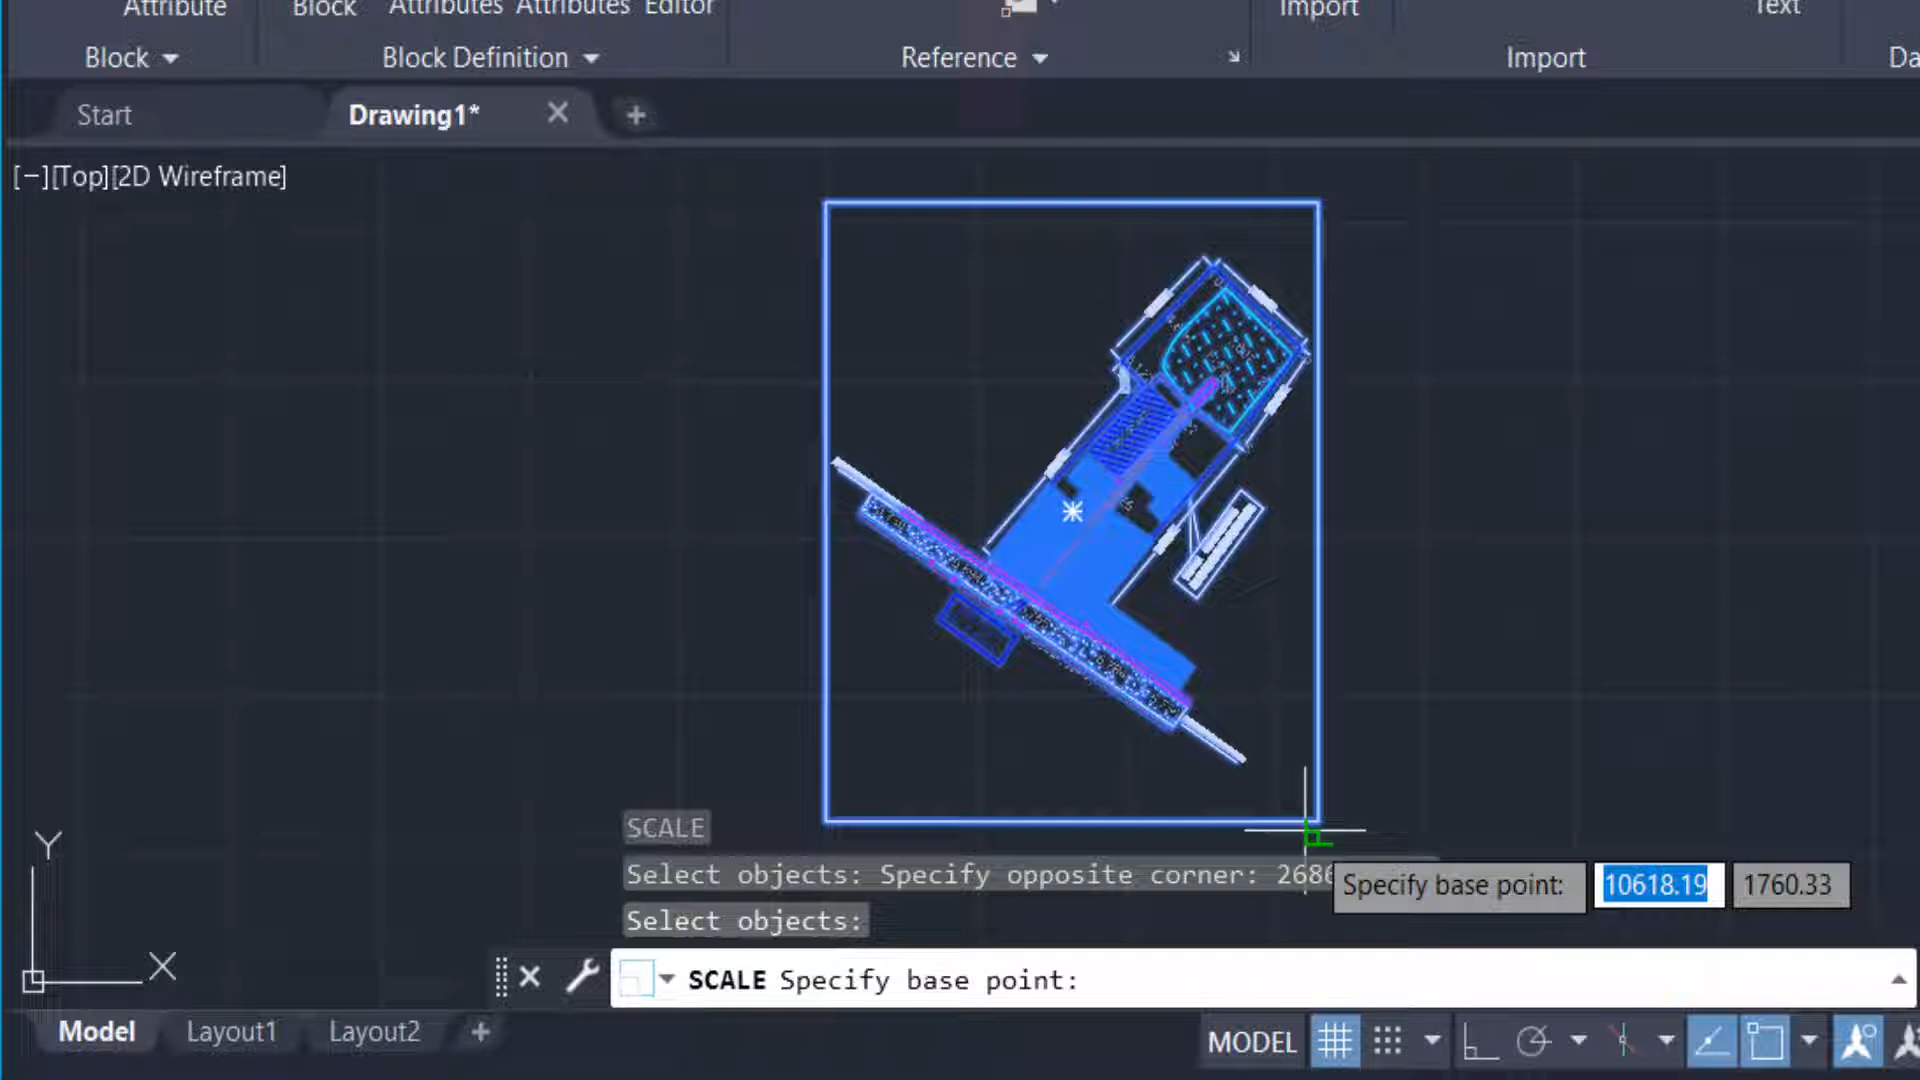 Attribute Block Attributes Attributes Editor Import Text
Block Block Definition Reference Import Da
Start Drawing1*
[−][Top][2D Wireframe]
SCALE
Select objects: Specify opposite corner: 2686
Specify base point: 10618.19 1760.33
Select objects:
Y
X
SCALE Specify base point:
Model Layout1 Layout2
MODEL